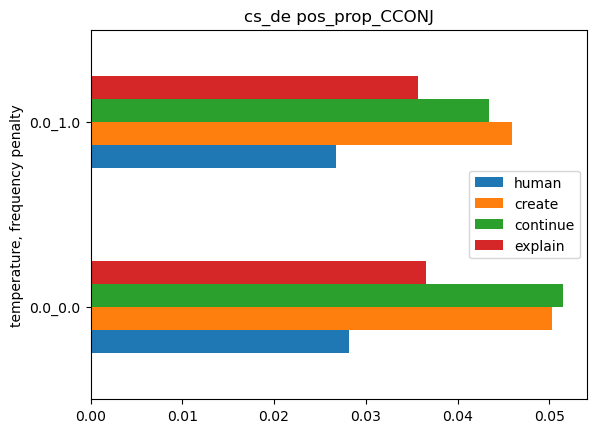 cs_de pos_prop_CCONJ
temperature, frequency penalty
0.0_1.0
0.0_0.0
human
create
continue
explain
0.00 0.01 0.02 0.03 0.04 0.05